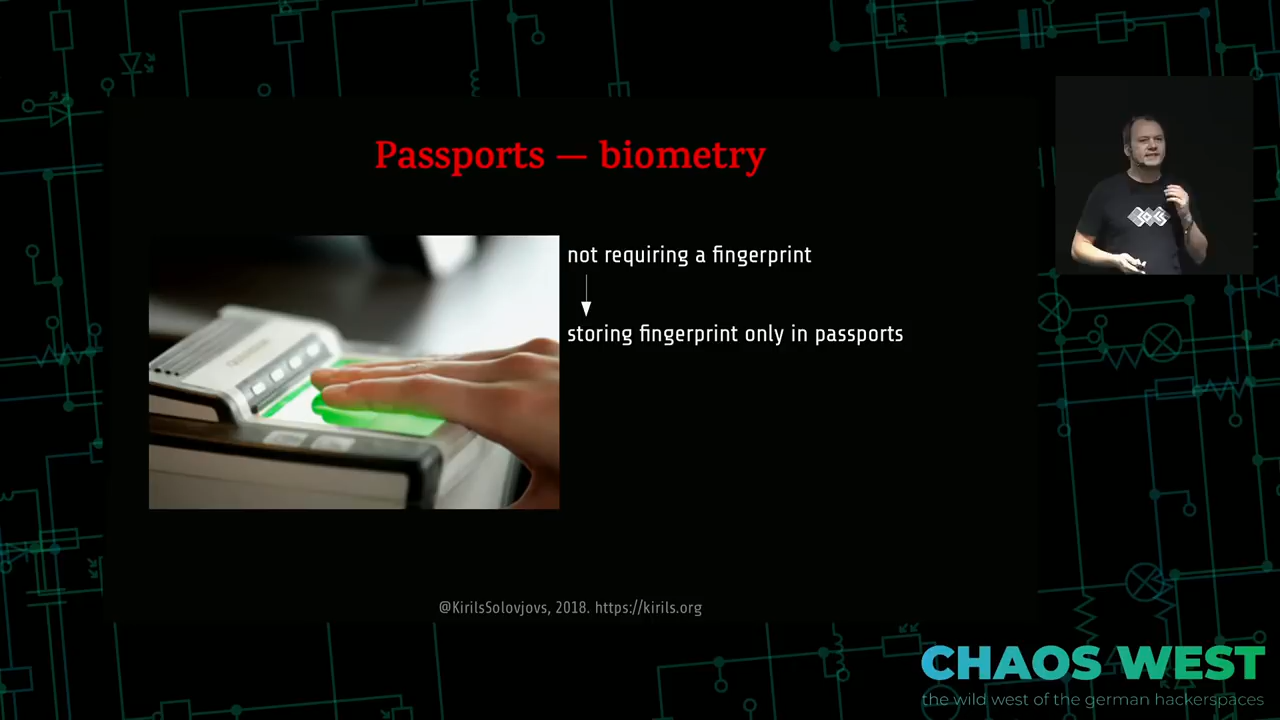 Passports — biometry
not requiring a fingerprint
storing fingerprint only in passports
@KirilsSolovjovs, 2018. https://kirils.org
CHAOS WEST
the wild west of the german hackerspaces